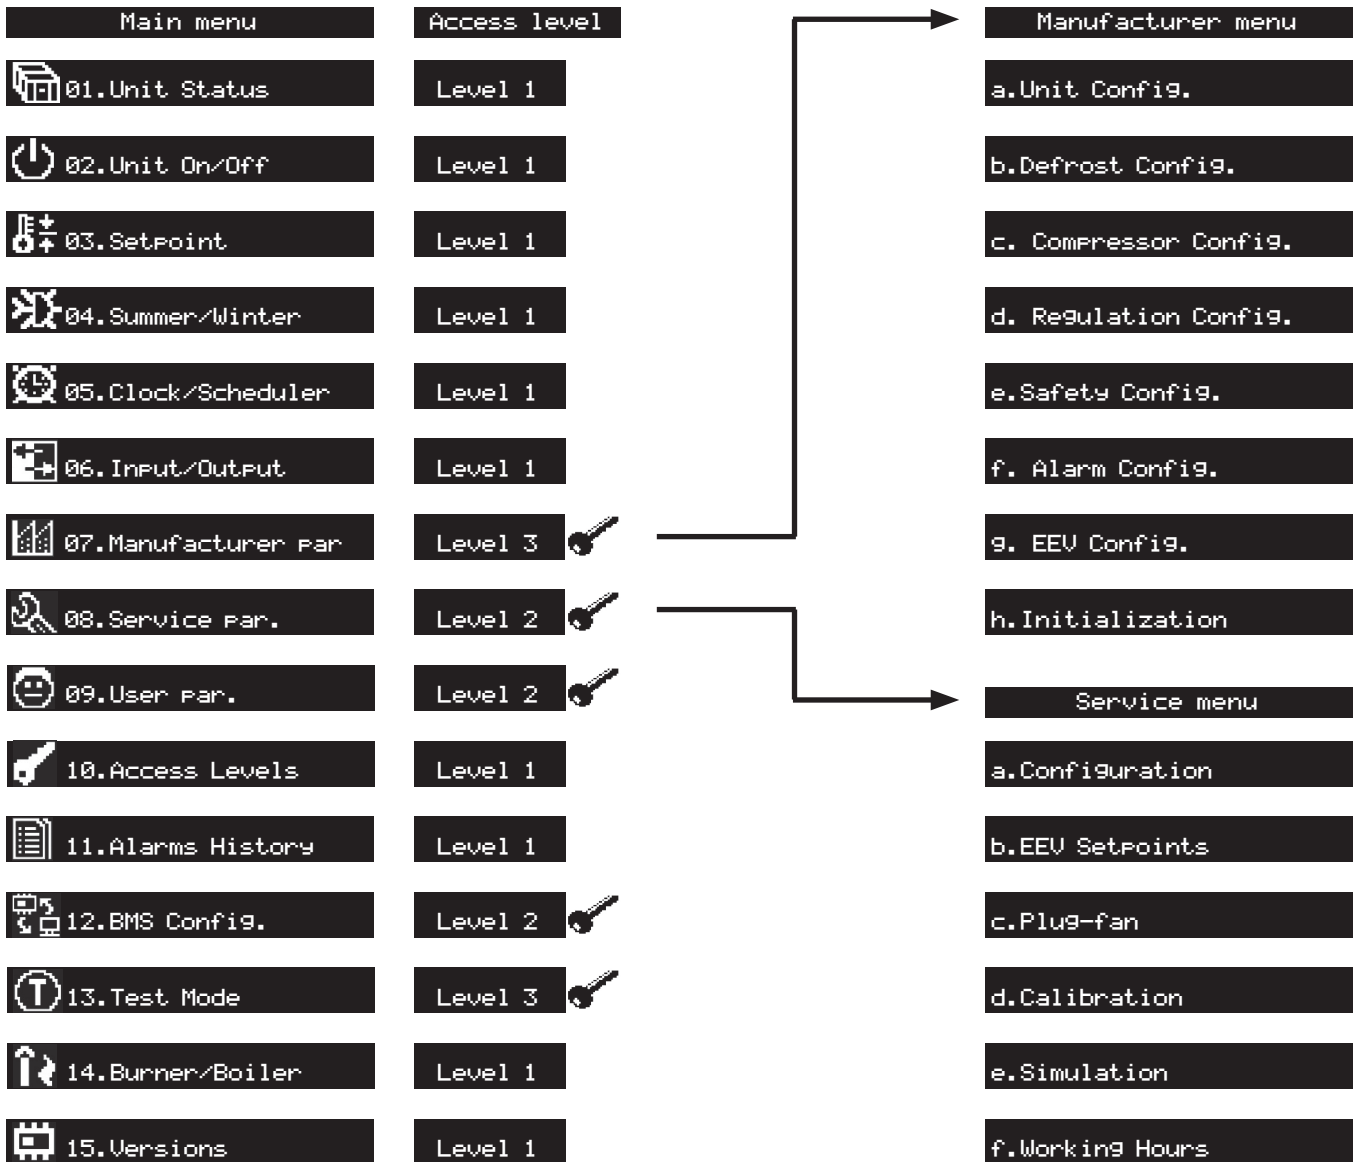 Main menu
Access level
Manufacturer menu
01.Unit Status
Level 1
a.Unit Config.
02.Unit On/Off
Level 1
b.Defrost Config.
03.Setpoint
Level 1
c. Compressor Config.
04.Summer/Winter
Level 1
d. Regulation Config.
05.Clock/Scheduler
Level 1
e.Safety Config.
06.Input/Output
Level 1
f. Alarm Config.
07.Manufacturer par
Level 3
g. EEV Config.
08.Service par.
Level 2
h.Initialization
09.User par.
Level 2
Service menu
10.Access Levels
Level 1
a.Configuration
11.Alarms History
Level 1
b.EEV Setpoints
12.BMS Config.
Level 2
c.Plug-fan
T
13.Test Mode
Level 3
d.Calibration
14.Burner/Boiler
Level 1
e.Simulation
15.Versions
Level 1
f.Working Hours